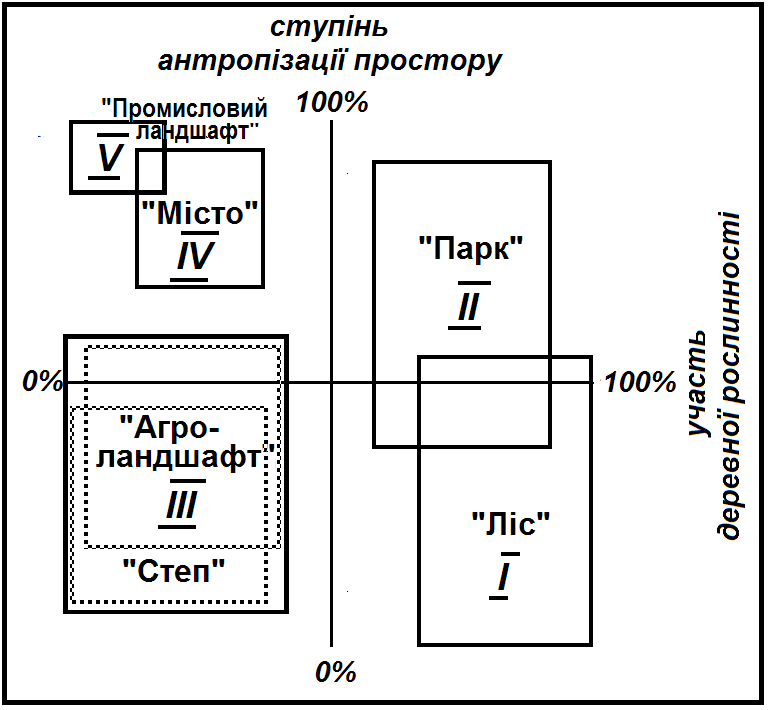 ступінь
антропізації простору
"Промисловий
ландшафт"
100%
V
"Місто"
IV
"Парк"
II
участь
деревної рослинності
0%
100%
"Агро-
ландшафт"
III
"Степ"
"Ліс"
I
0%